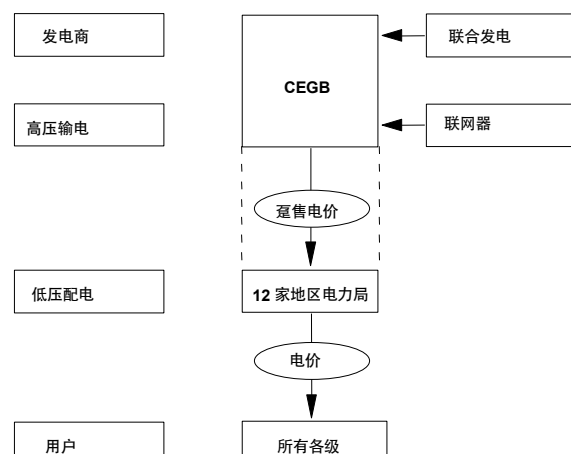 发电商
联合发电
CEGB
高压输电
联网器
趸售电价
低压配电
12 家地区电力局
电价
用户
所有各级